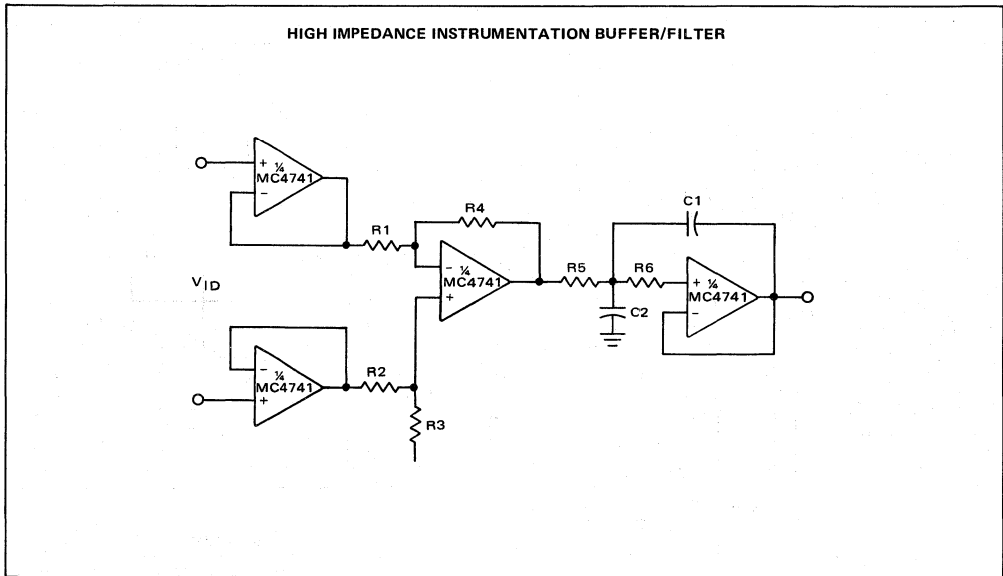 HIGH IMPEDANCE INSTRUMENTATION BUFFER/FILTER
+ ¼
MC4741
−
C1
R4
R1
− ¼
MC4741
+
R5
R6
+ ¼
MC4741
−
VID
C2
−
¼
MC4741
+
R2
R3